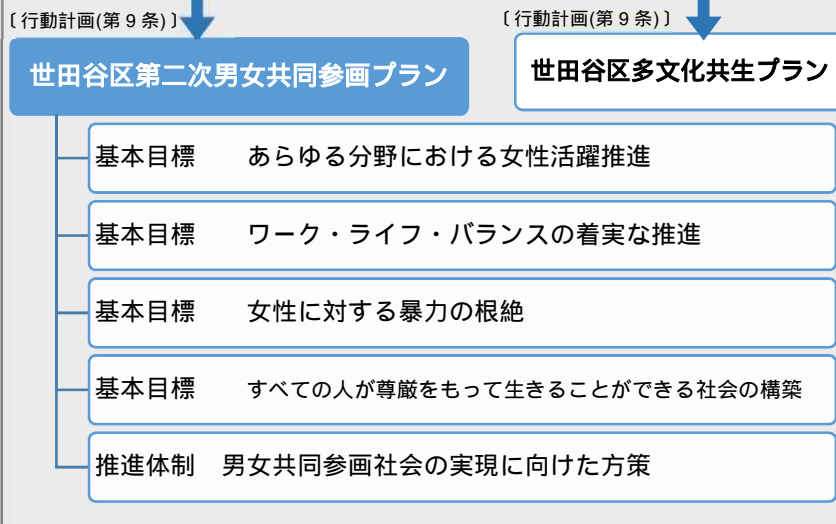 〔行動計画(第９条)〕
〔行動計画(第９条)〕
世田谷区第二次男女共同参画プラン
世田谷区多文化共生プラン
基本目標　　あらゆる分野における女性活躍推進
基本目標　　ワーク・ライフ・バランスの着実な推進
基本目標　　女性に対する暴力の根絶
基本目標　　すべての人が尊厳をもって生きることができる社会の構築
推進体制　男女共同参画社会の実現に向けた方策